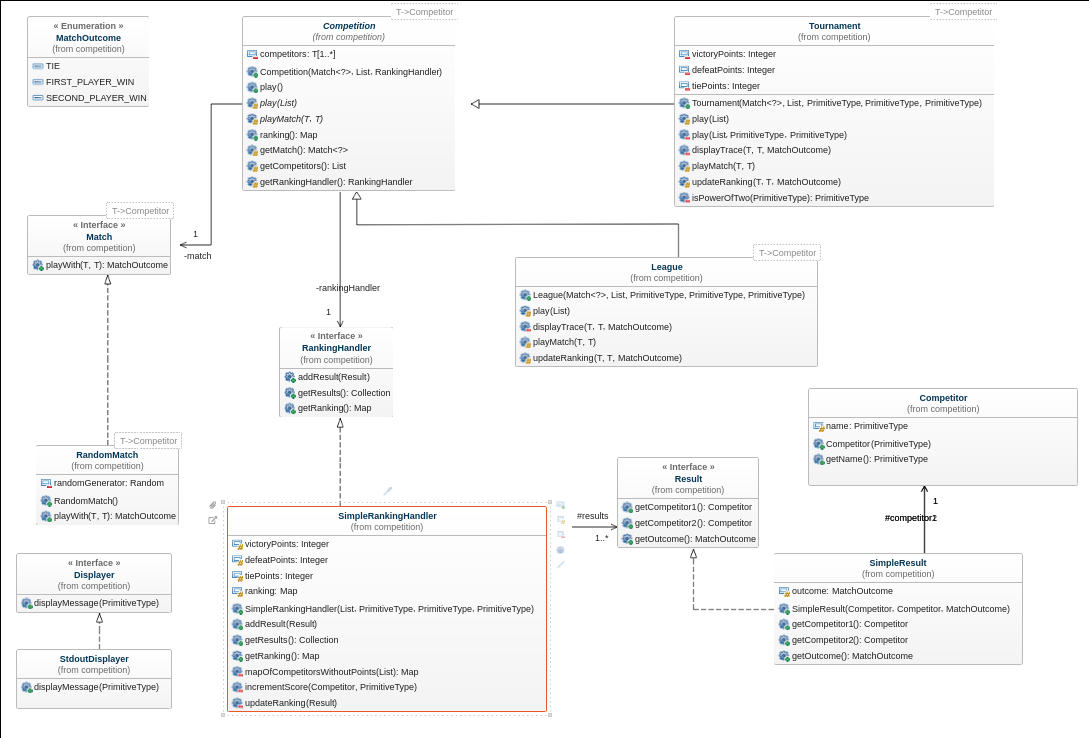 « Enumeration »
MatchOutcome
(from competition)
TIE
FIRST_PLAYER_WIN
SECOND_PLAYER_WIN
T->Competitor
Competition
(from competition)
competitors: T[1..*]
Competition(Match<?>, List, RankingHandler)
play()
play(List)
playMatch(T, T)
ranking(): Map
getMatch(): Match<?>
getCompetitors(): List
getRankingHandler(): RankingHandler
T->Competitor
Tournament
(from competition)
victoryPoints: Integer
defeatPoints: Integer
tiePoints: Integer
Tournament(Match<?>, List, PrimitiveType, PrimitiveType, PrimitiveType)
play(List)
play(List, PrimitiveType, PrimitiveType)
displayTrace(T, T, MatchOutcome)
playMatch(T, T)
updateRanking(T, T, MatchOutcome)
isPowerOfTwo(PrimitiveType): PrimitiveType
T->Competitor
« Interface »
Match
(from competition)
playWith(T, T): MatchOutcome
1
-match
T->Competitor
League
(from competition)
League(Match<?>, List, PrimitiveType, PrimitiveType, PrimitiveType)
play(List)
displayTrace(T, T, MatchOutcome)
playMatch(T, T)
updateRanking(T, T, MatchOutcome)
-rankingHandler
1
« Interface »
RankingHandler
(from competition)
addResult(Result)
getResults(): Collection
getRanking(): Map
Competitor
(from competition)
name: PrimitiveType
Competitor(PrimitiveType)
getName(): PrimitiveType
T->Competitor
RandomMatch
(from competition)
randomGenerator: Random
RandomMatch()
playWith(T, T): MatchOutcome
« Interface »
Result
(from competition)
getCompetitor1(): Competitor
getCompetitor2(): Competitor
getOutcome(): MatchOutcome
1
SimpleRankingHandler
(from competition)
victoryPoints: Integer
defeatPoints: Integer
tiePoints: Integer
ranking: Map
SimpleRankingHandler(List, PrimitiveType, PrimitiveType, PrimitiveType)
addResult(Result)
getResults(): Collection
getRanking(): Map
mapOfCompetitorsWithoutPoints(List): Map
incrementScore(Competitor, PrimitiveType)
updateRanking(Result)
#results
1..*
« Interface »
Displayer
(from competition)
displayMessage(PrimitiveType)
SimpleResult
(from competition)
outcome: MatchOutcome
SimpleResult(Competitor, Competitor, MatchOutcome)
getCompetitor1(): Competitor
getCompetitor2(): Competitor
getOutcome(): MatchOutcome
StdoutDisplayer
(from competition)
displayMessage(PrimitiveType)